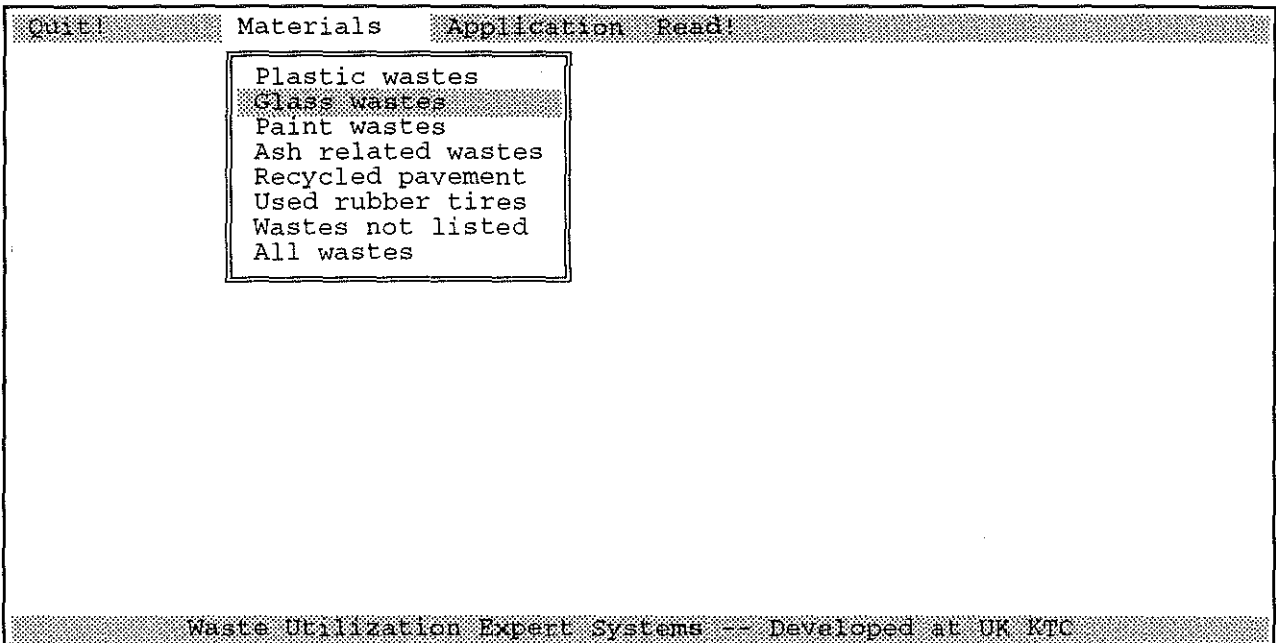 Quit! Materials Application Read!
Plastic wastes
Glass wastes
Paint wastes
Ash related wastes
Recycled pavement
Used rubber tires
Wastes not listed
All wastes
Waste Utilization Expert Systems -- Developed at UK KTC